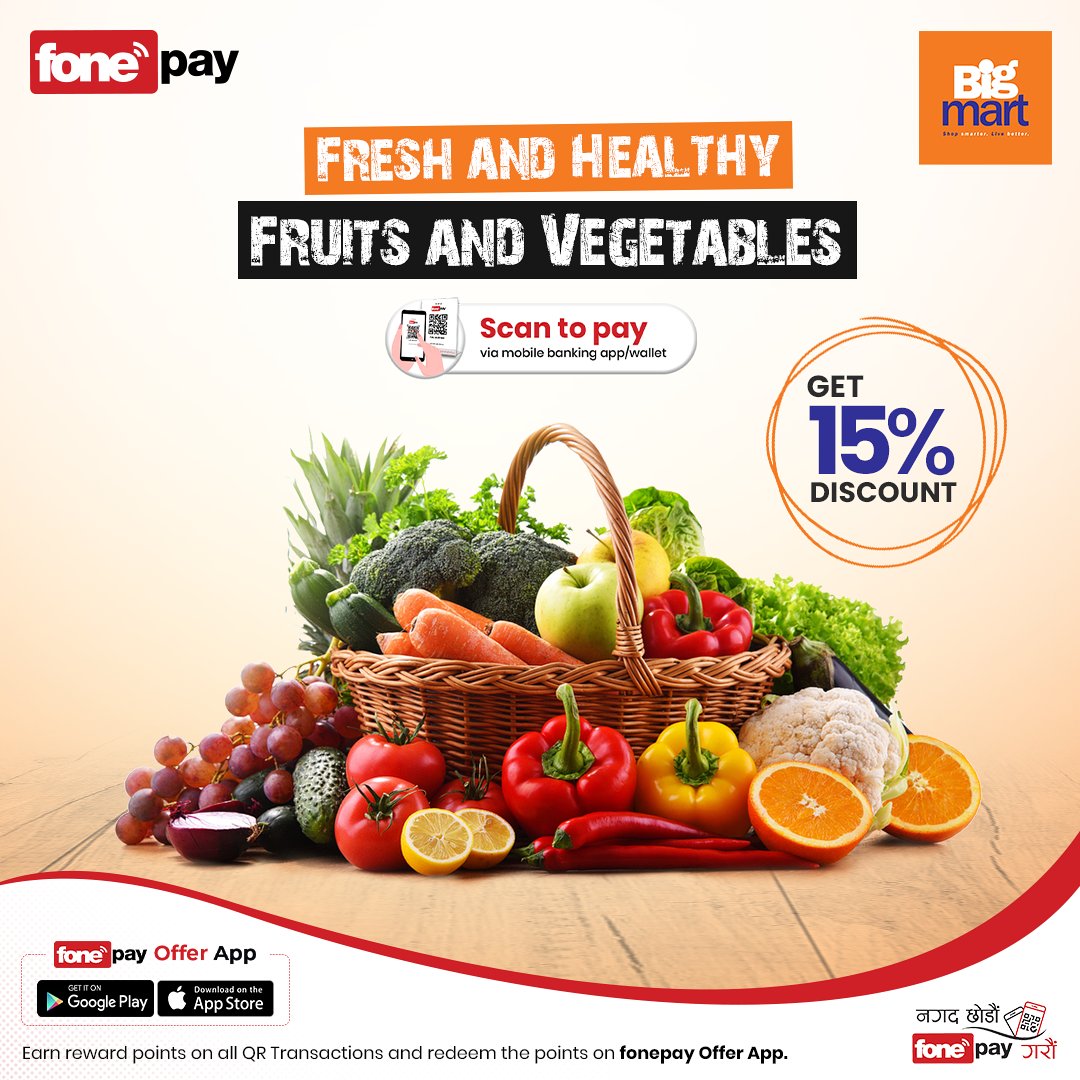 fonepay
Big
mart
Shop smarter. Live better.
FRESH AND HEALTHY
FRUITS AND VEGETABLES
Scan to pay
via mobile banking app/wallet
GET
15%
DISCOUNT
fonepay Offer App
GET IT ON
Google Play
Download on the
App Store
Earn reward points on all QR Transactions and redeem the points on fonepay Offer App.
नगद छोडौं
fonepay गरौं